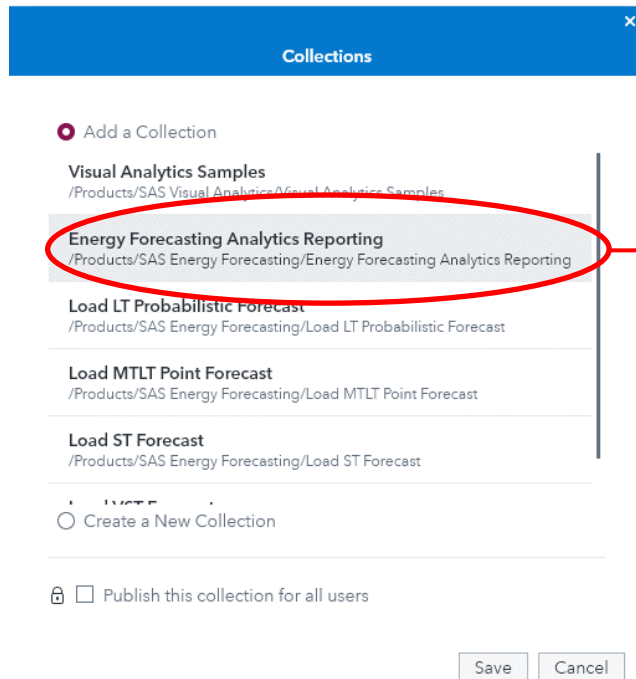 Collections
Add a Collection
Visual Analytics Samples
/Products/SAS Visual Analytics/Visual Analytics Samples
Energy Forecasting Analytics Reporting
/Products/SAS Energy Forecasting/Energy Forecasting Analytics Reporting
Load LT Probabilistic Forecast
/Products/SAS Energy Forecasting/Load LT Probabilistic Forecast
Load MTLT Point Forecast
/Products/SAS Energy Forecasting/Load MTLT Point Forecast
Load ST Forecast
/Products/SAS Energy Forecasting/Load ST Forecast
Create a New Collection
Publish this collection for all users
Save Cancel